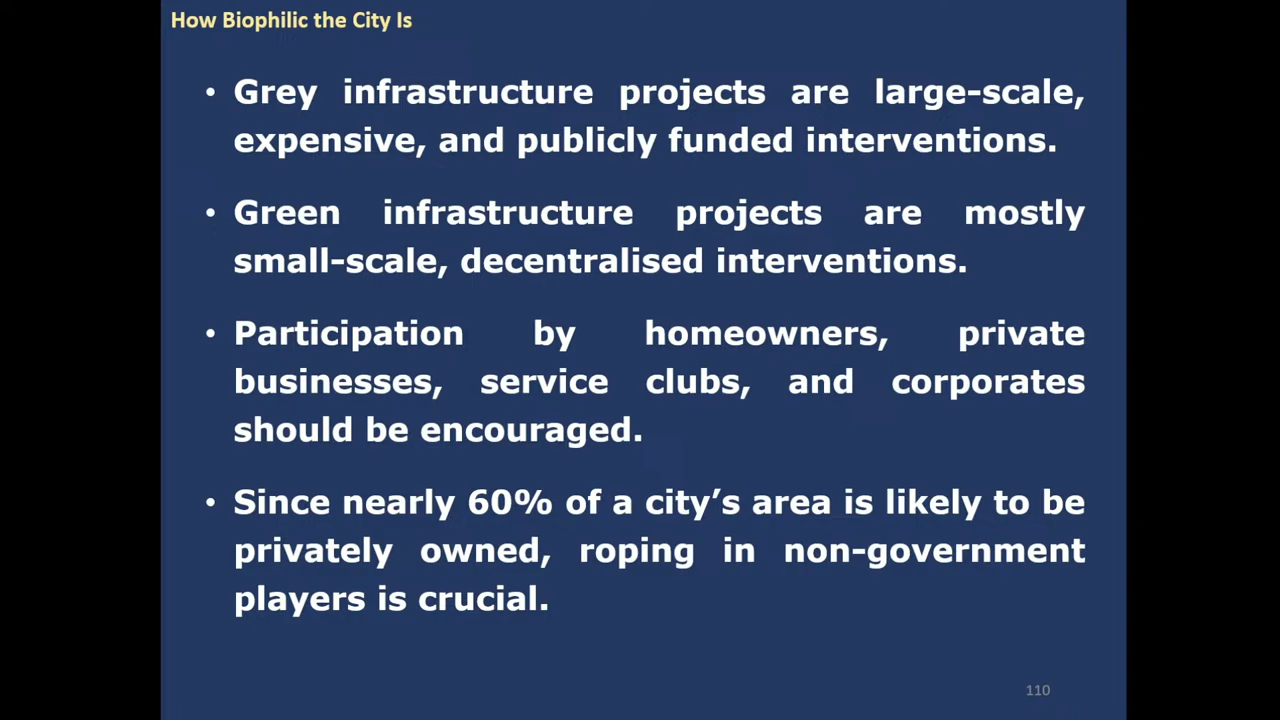 How Biophilic the City Is
• Grey infrastructure projects are large-scale,
expensive, and publicly funded interventions.
• Green infrastructure projects are mostly
small-scale, decentralised interventions.
• Participation by homeowners, private
businesses, service clubs, and corporates
should be encouraged.
• Since nearly 60% of a city’s area is likely to be
privately owned, roping in non-government
players is crucial.
110